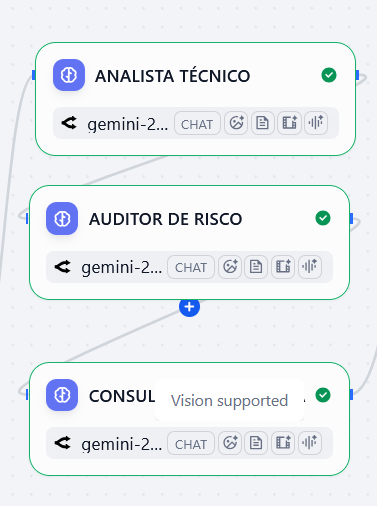 ANALISTA TÉCNICO
gemini-2... CHAT
AUDITOR DE RISCO
gemini-2... CHAT
CONSUL
Vision supported
gemini-2... CHAT